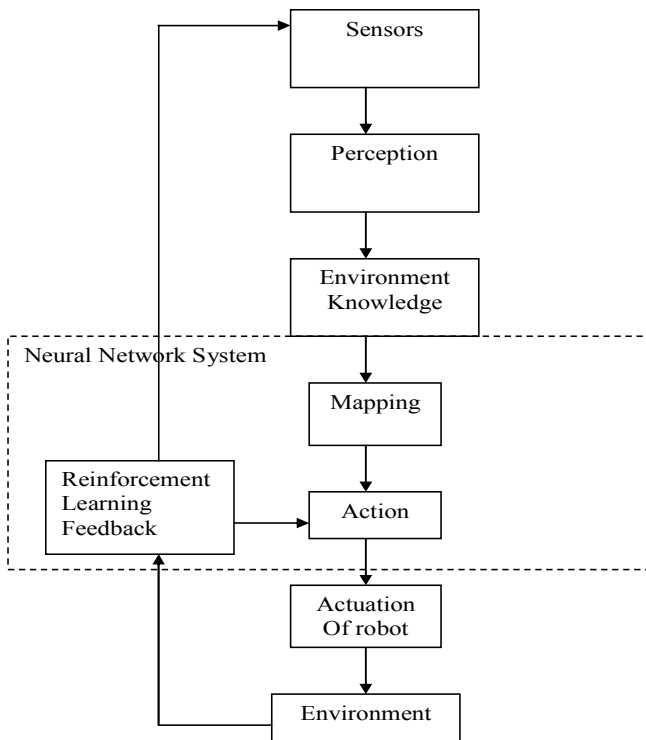 Sensors
Perception
Environment
Knowledge
Neural Network System
Mapping
Reinforcement
Learning
Feedback
Action
Actuation
Of robot
Environment